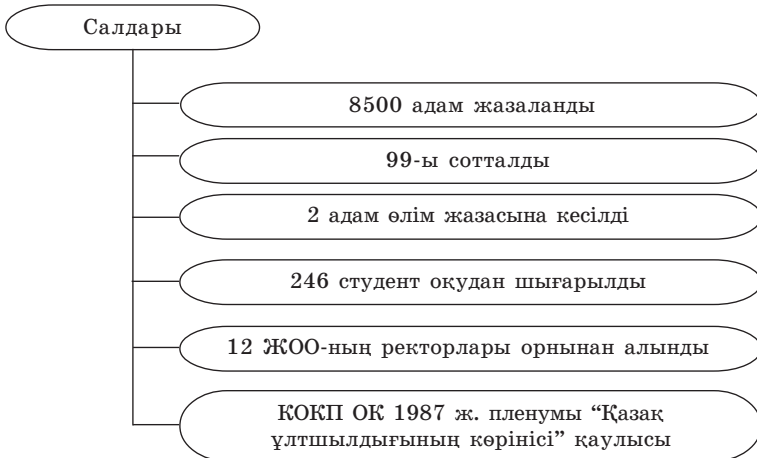 Салдары
8500 адам жазаланды
99-ы сотталды
2 адам өлім жазасына кесілді
246 студент оқудан шығарылды
12 ЖОО-ның ректорлары орнынан алынды
КОКП ОК 1987 ж. пленумы “Қазақ
ұлтшылдығының көрінісі” қаулысы